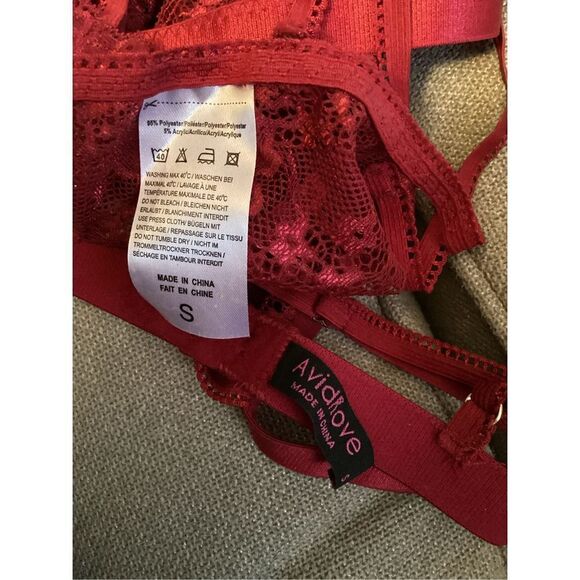 95% Polyester/Poliéster/Polyester/Polyester
5% Acrylic/Acrílica/Acryl/Acrylique
40
WASHING MAX 40°C/ WASCHEN BEI
MAXIMAL 40°C/ LAVAGE À UNE
TEMPÉRATURE MAXIMALE DE 40°C
DO NOT BLEACH / BLEICHEN NICHT
ERLAUBT / BLANCHIMENT INTERDIT
USE PRESS CLOTH/ BÜGELN MIT
UNTERLAGE / REPASSAGE SUR LE TISSU
DO NOT TUMBLE DRY / NICHT IM
TROMMELTROCKNER TROCKNEN /
SÉCHAGE EN TAMBOUR INTERDIT
MADE IN CHINA
FAIT EN CHINE
S
Avidlove
MADE IN CHINA
S